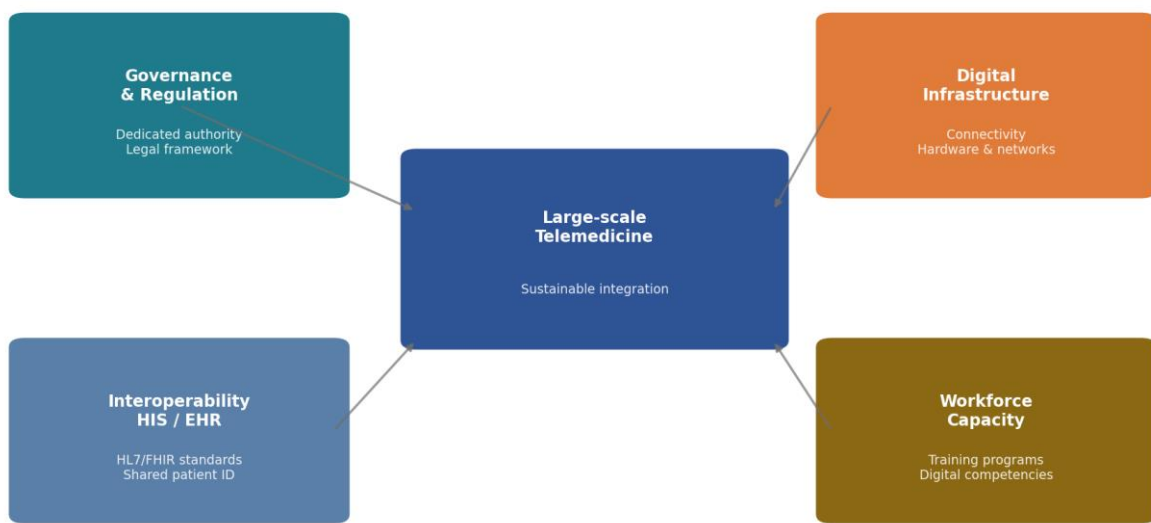 Governance
& Regulation
Dedicated authority
Legal framework
Digital
Infrastructure
Connectivity
Hardware & networks
Large-scale
Telemedicine
Sustainable integration
Interoperability
HIS / EHR
HL7/FHIR standards
Shared patient ID
Workforce
Capacity
Training programs
Digital competencies